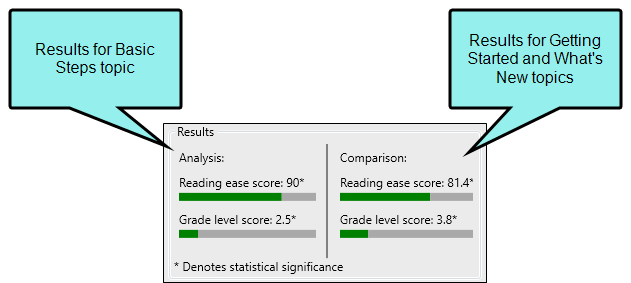 Results for Basic
Steps topic
Results for Getting
Started and What's
New topics
Results
Analysis:
Reading ease score: 90*
Grade level score: 2.5*
Comparison:
Reading ease score: 81.4*
Grade level score: 3.8*
* Denotes statistical significance